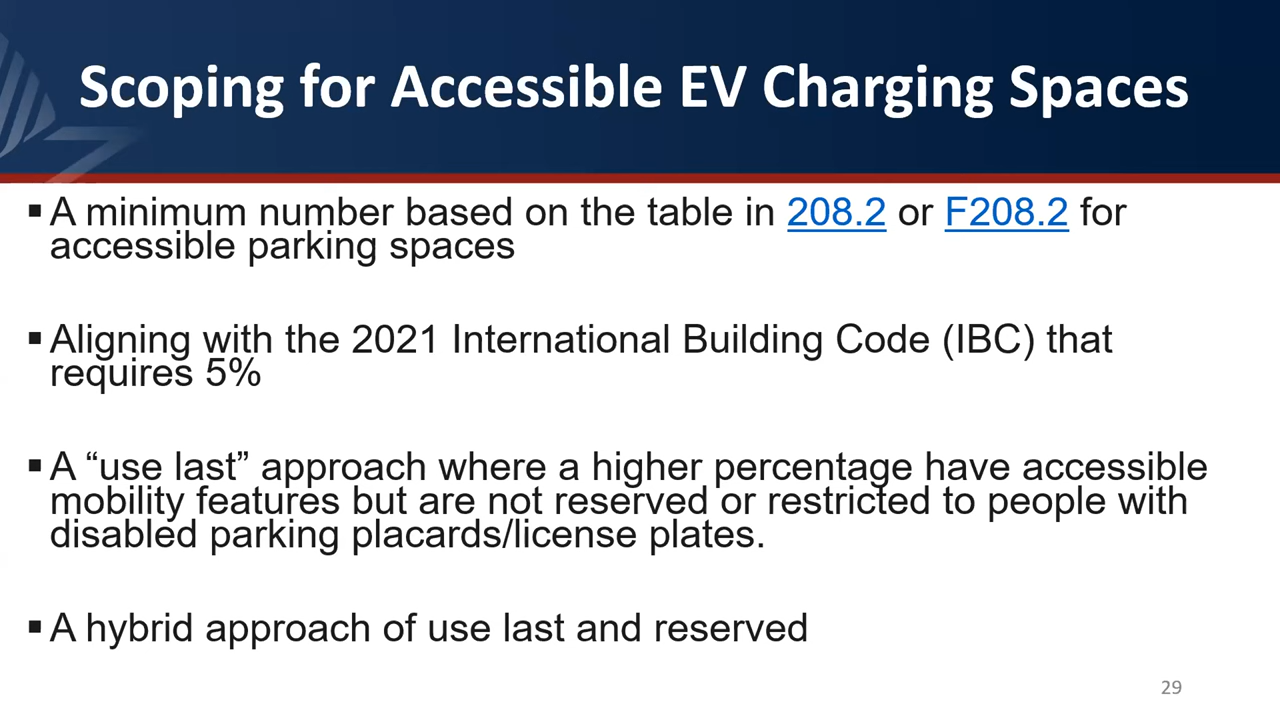 Scoping for Accessible EV Charging Spaces
▪ A minimum number based on the table in 208.2 or F208.2 for
accessible parking spaces
▪ Aligning with the 2021 International Building Code (IBC) that
requires 5%
▪ A “use last” approach where a higher percentage have accessible
mobility features but are not reserved or restricted to people with
disabled parking placards/license plates.
▪ A hybrid approach of use last and reserved
29